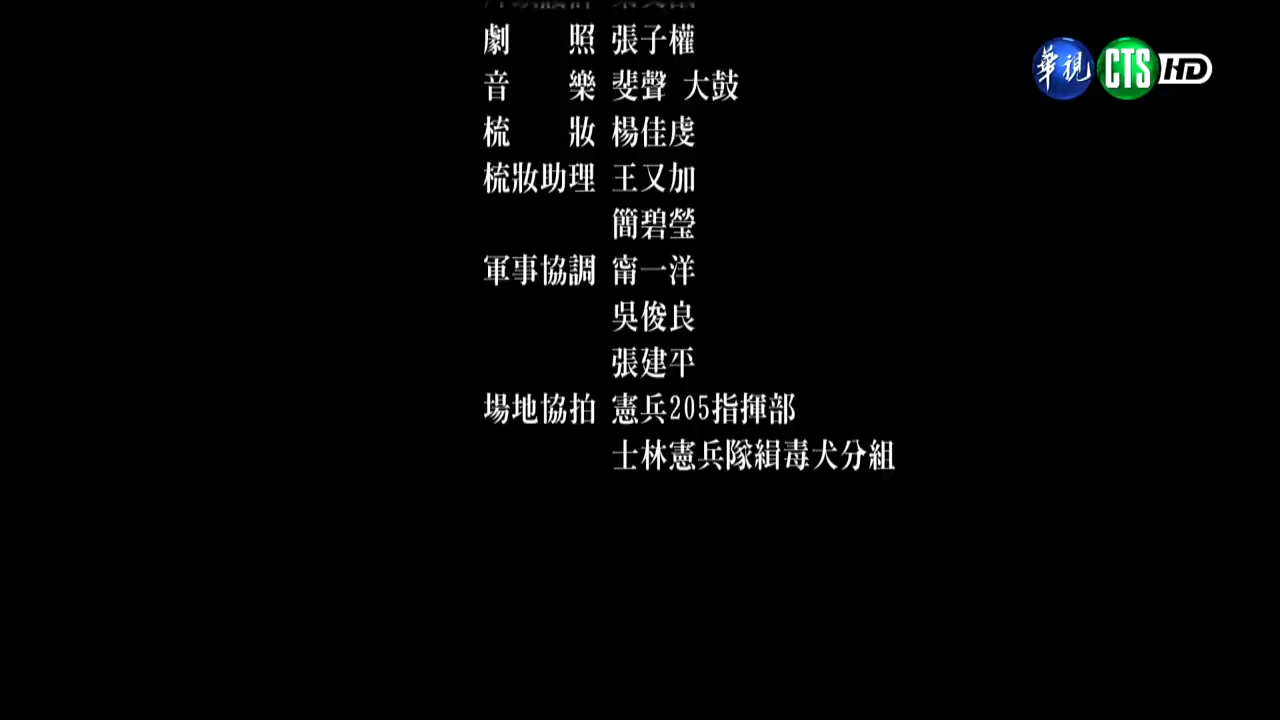 劇　　照 張子權
音　　樂 斐聲 大鼓
梳　　妝 楊佳虔
梳妝助理 王又加
簡碧瑩
軍事協調 甯一洋
吳俊良
張建平
場地協拍 憲兵205指揮部
士林憲兵隊緝毒犬分組
華視 CTS HD